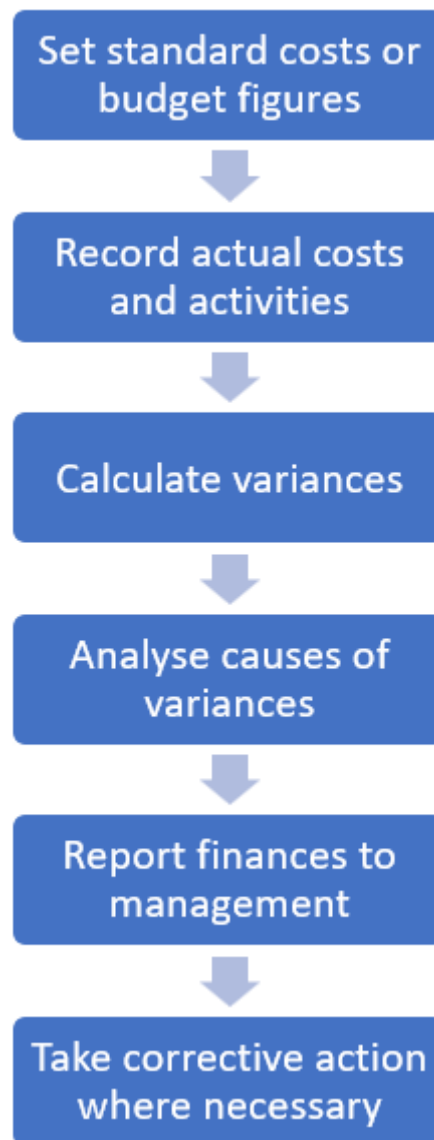 Set standard costs or
budget figures
Record actual costs
and activities
Calculate variances
Analyse causes of
variances
Report finances to
management
Take corrective action
where necessary